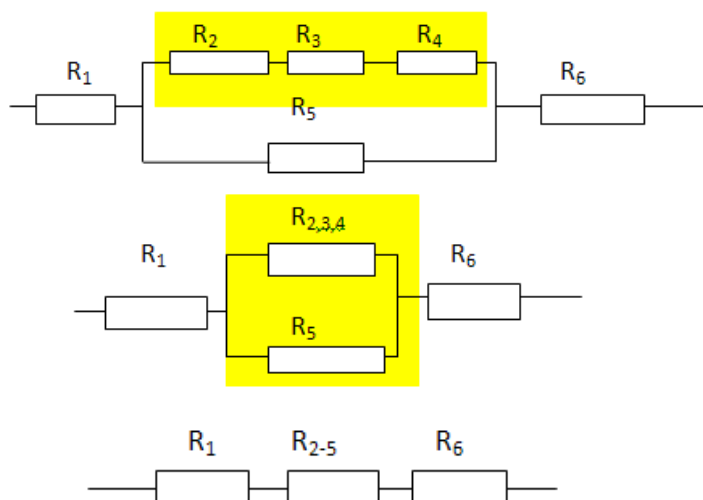 R₁ R₂ R₃ R₄ R₆
R₅
R₁ R₂,₃,₄ R₆
R₅
R₁ R₂₋₅ R₆